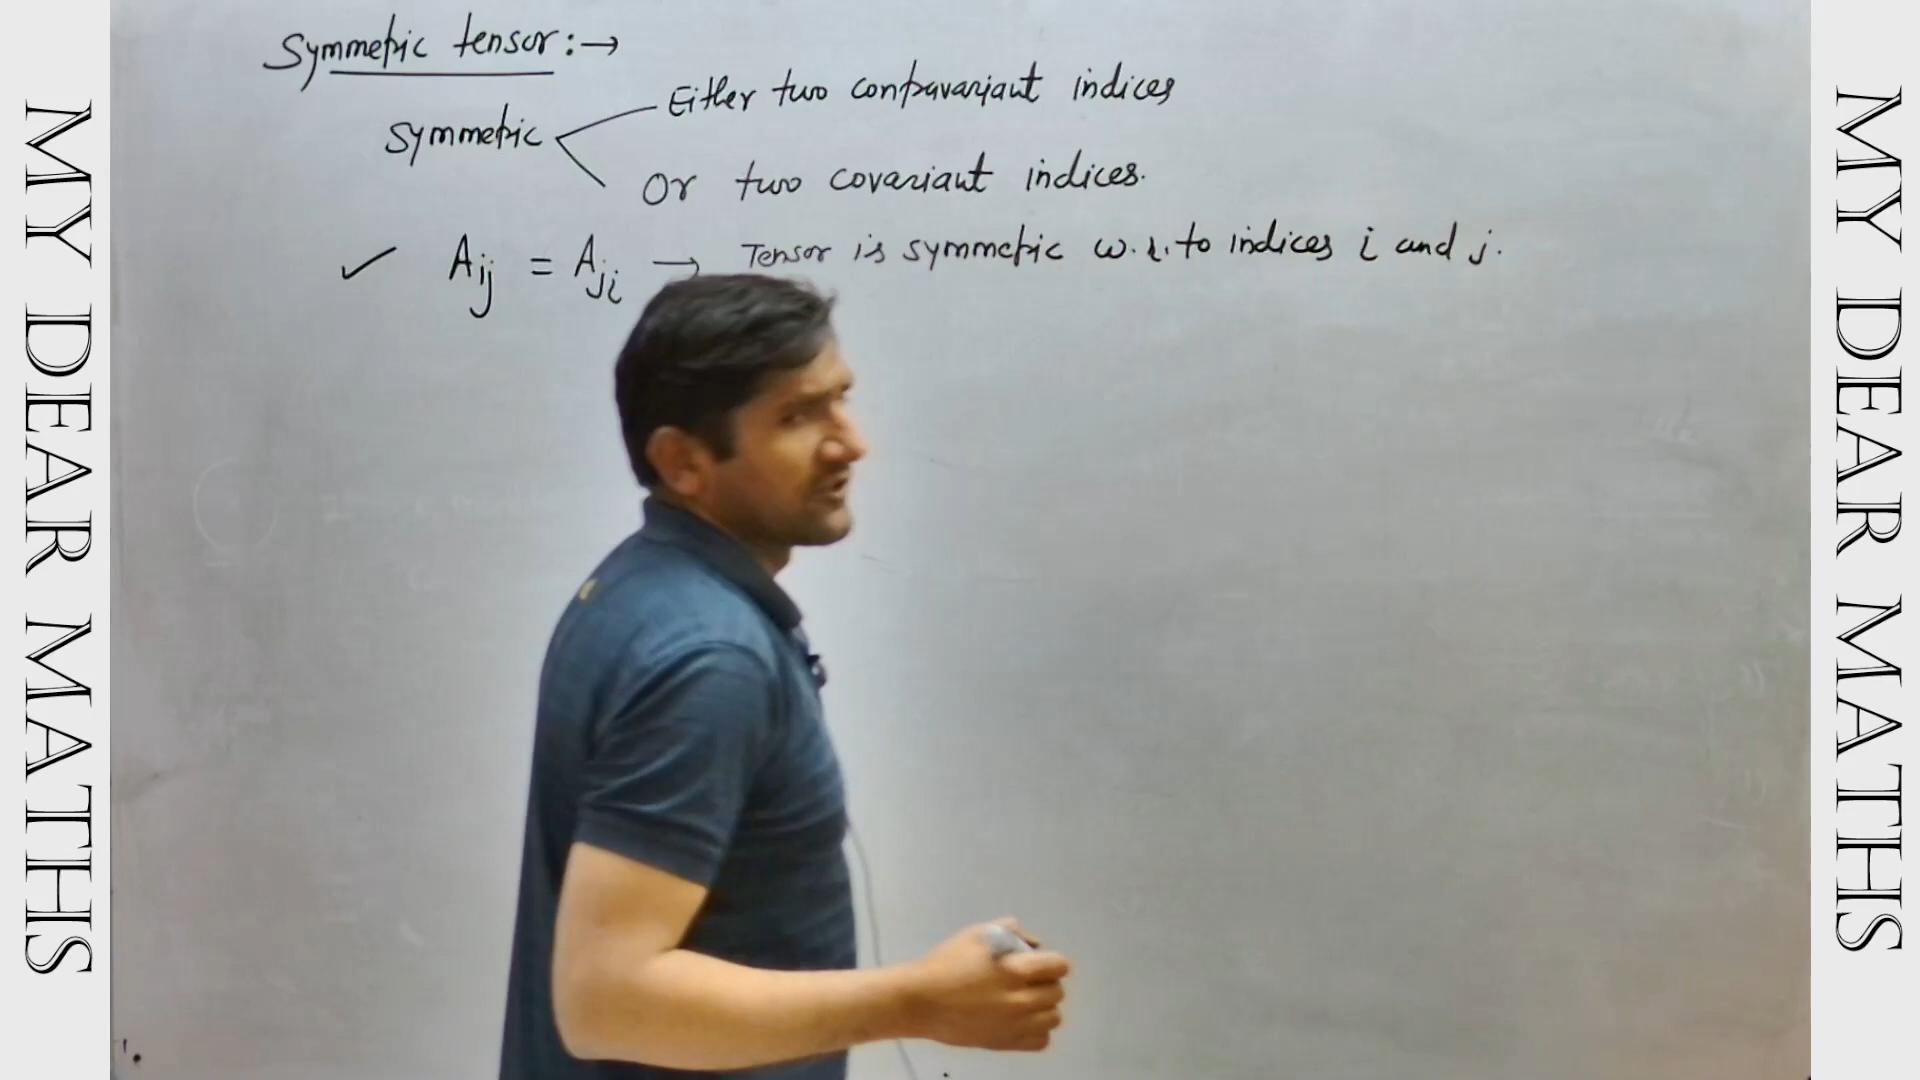 MY DEAR MATHS
Symmetric tensor :→
Symmetric
Either two contravariant indices
Or two covariant indices.
✓ Aij = Aji → Tensor is symmetric w.r.to indices i and j.
MY DEAR MATHS